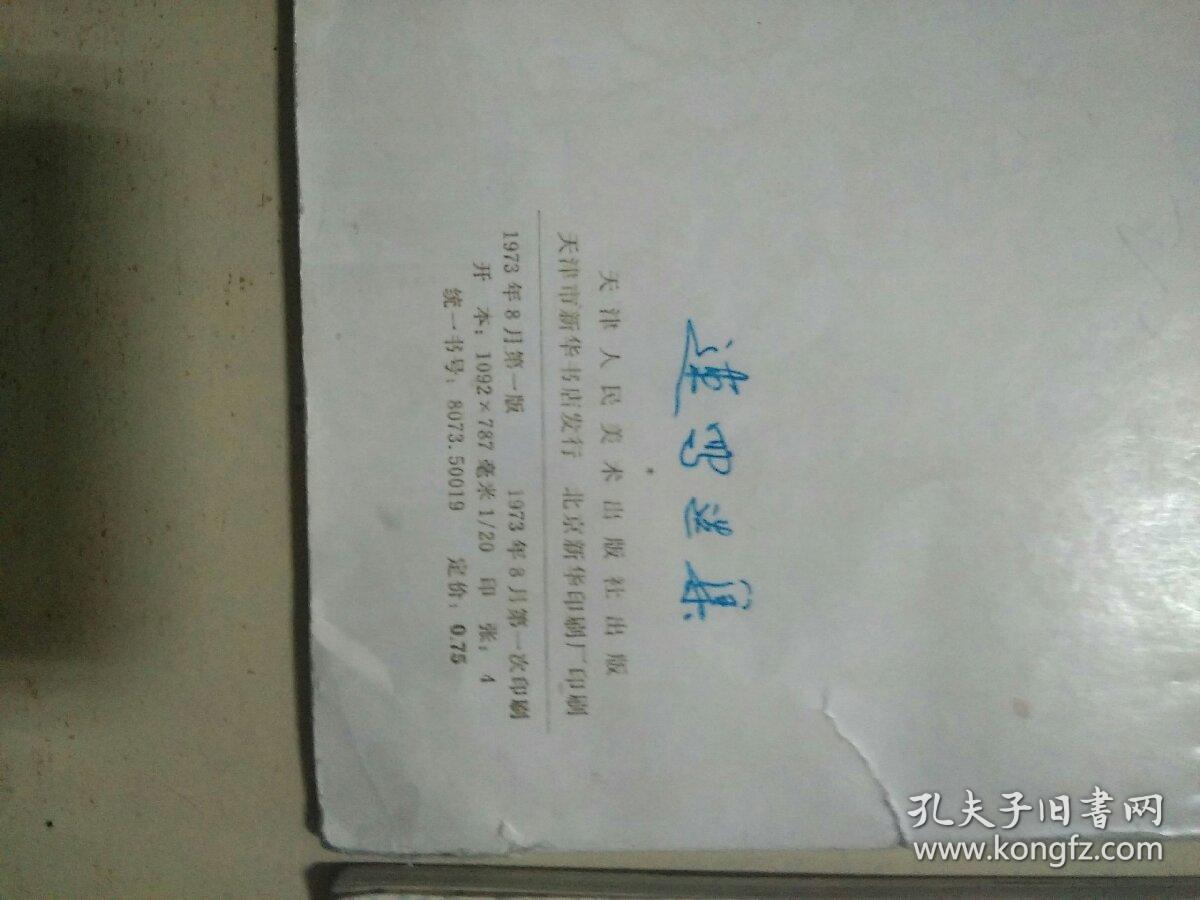 速写选集
天津人民美术出版社出版
天津市新华书店发行 北京新华印刷厂印刷
1973年8月第一版 1973年8月第一次印刷
开 本：1092×787毫米1/20 印 张：4
统一书号：8073.50019 定价：0.75
孔夫子旧书网
www.kongfz.com